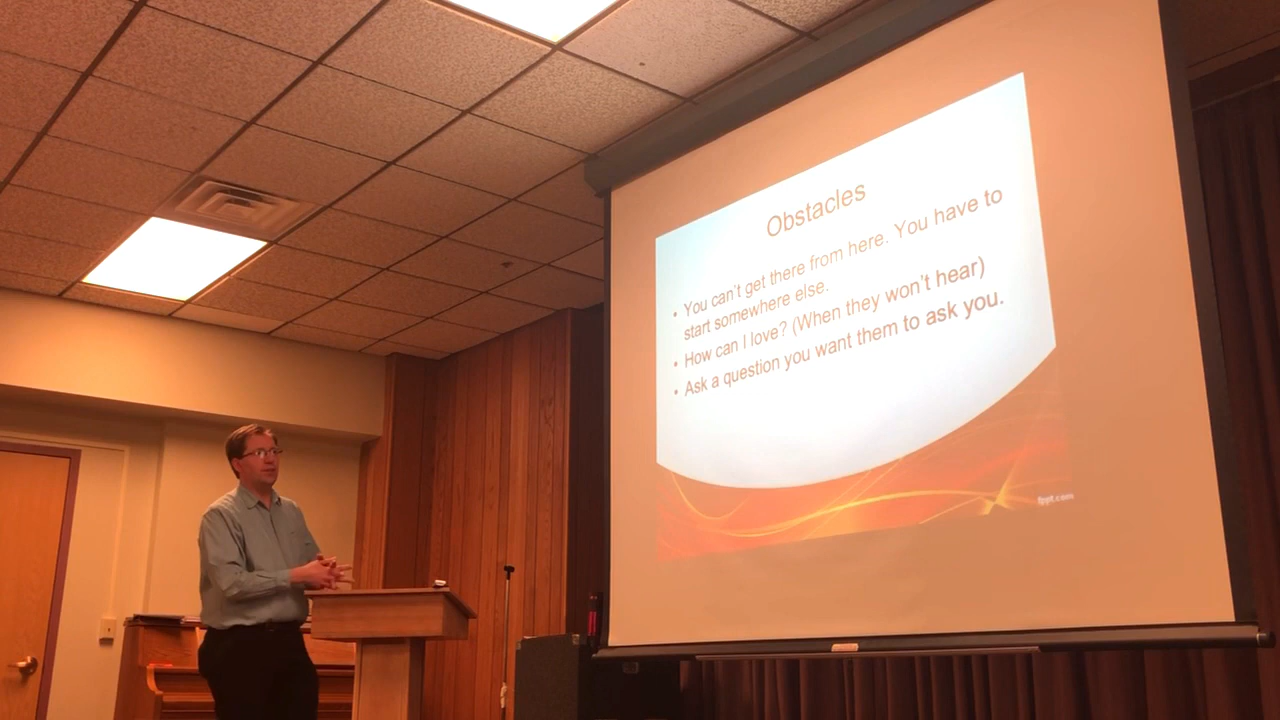 Obstacles
• You can't get there from here. You have to
start somewhere else.
• How can I love? (When they won't hear)
• Ask a question you want them to ask you.
fppt.com